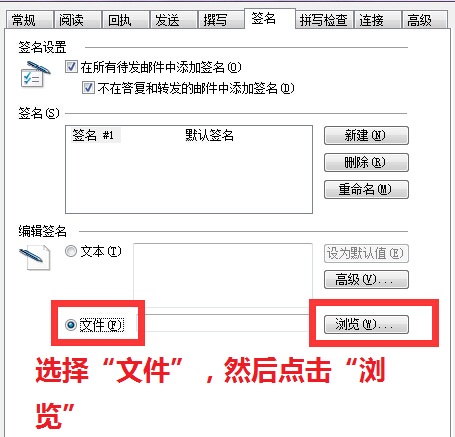 常规 阅读 回执 发送 撰写 签名 拼写检查 连接 高级
签名设置
在所有待发邮件中添加签名(O)
不在答复和转发的邮件中添加签名(D)
签名(S)
签名 #1 默认签名 新建(N)
删除(R)
重命名(M)
编辑签名
文本(T) 设为默认值(E)
高级(V)...
文件(F) 浏览(W)...
选择“文件”，然后点击“浏
览”